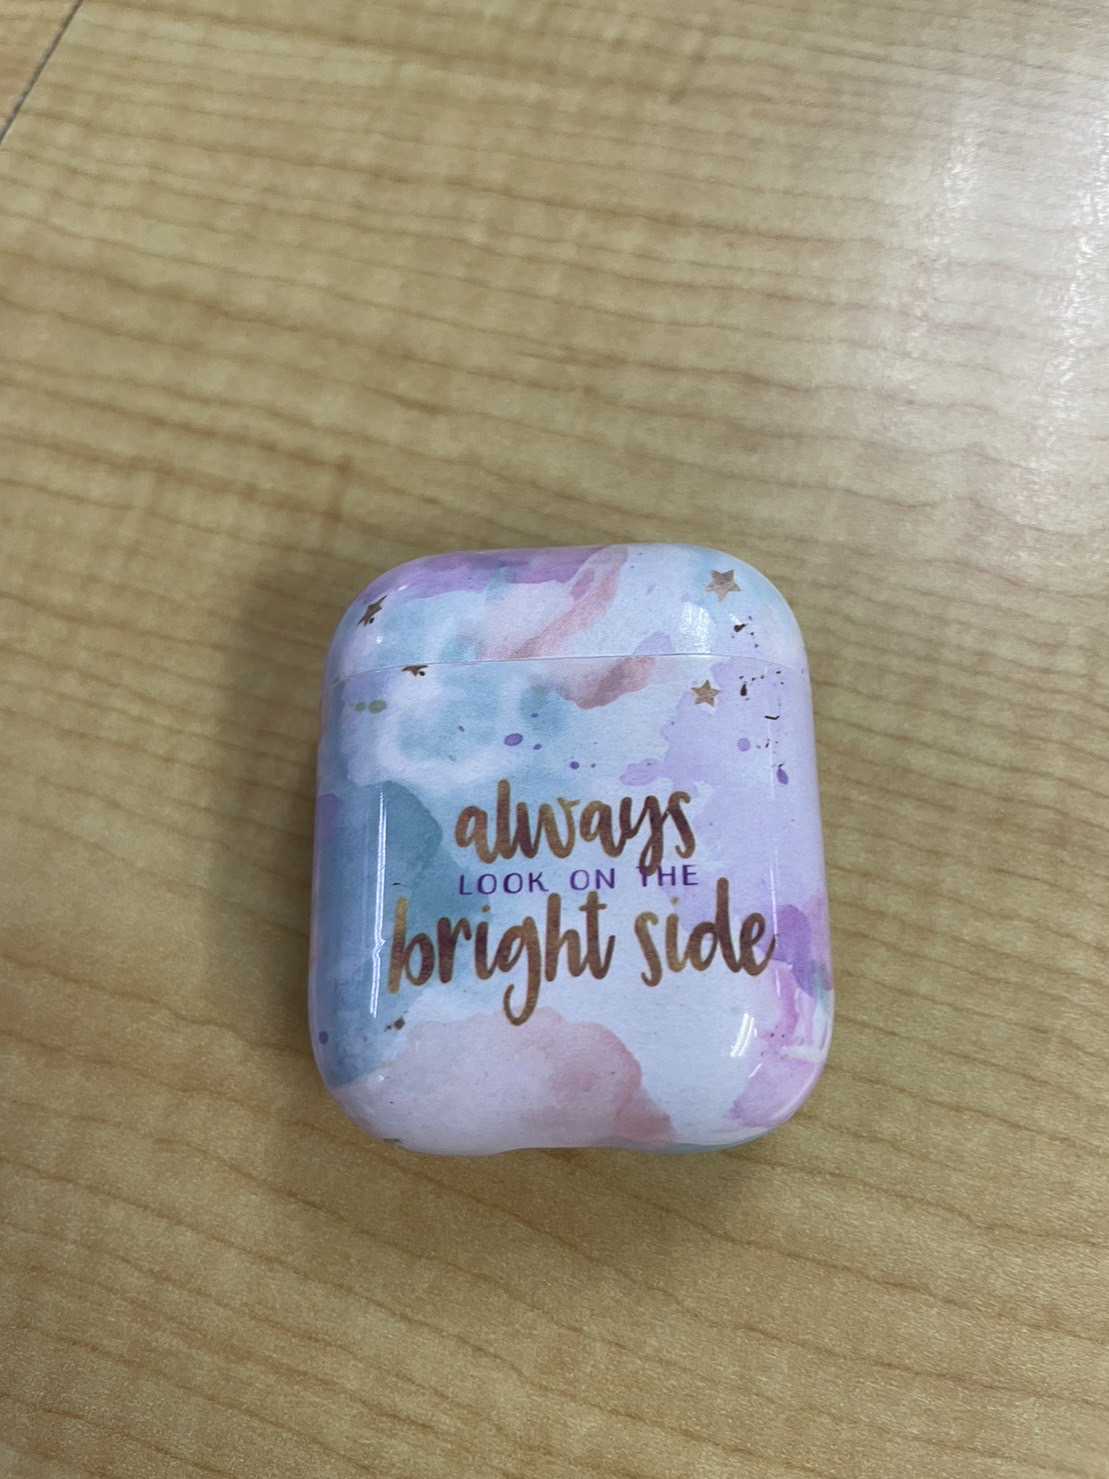 always
LOOK ON THE
bright side